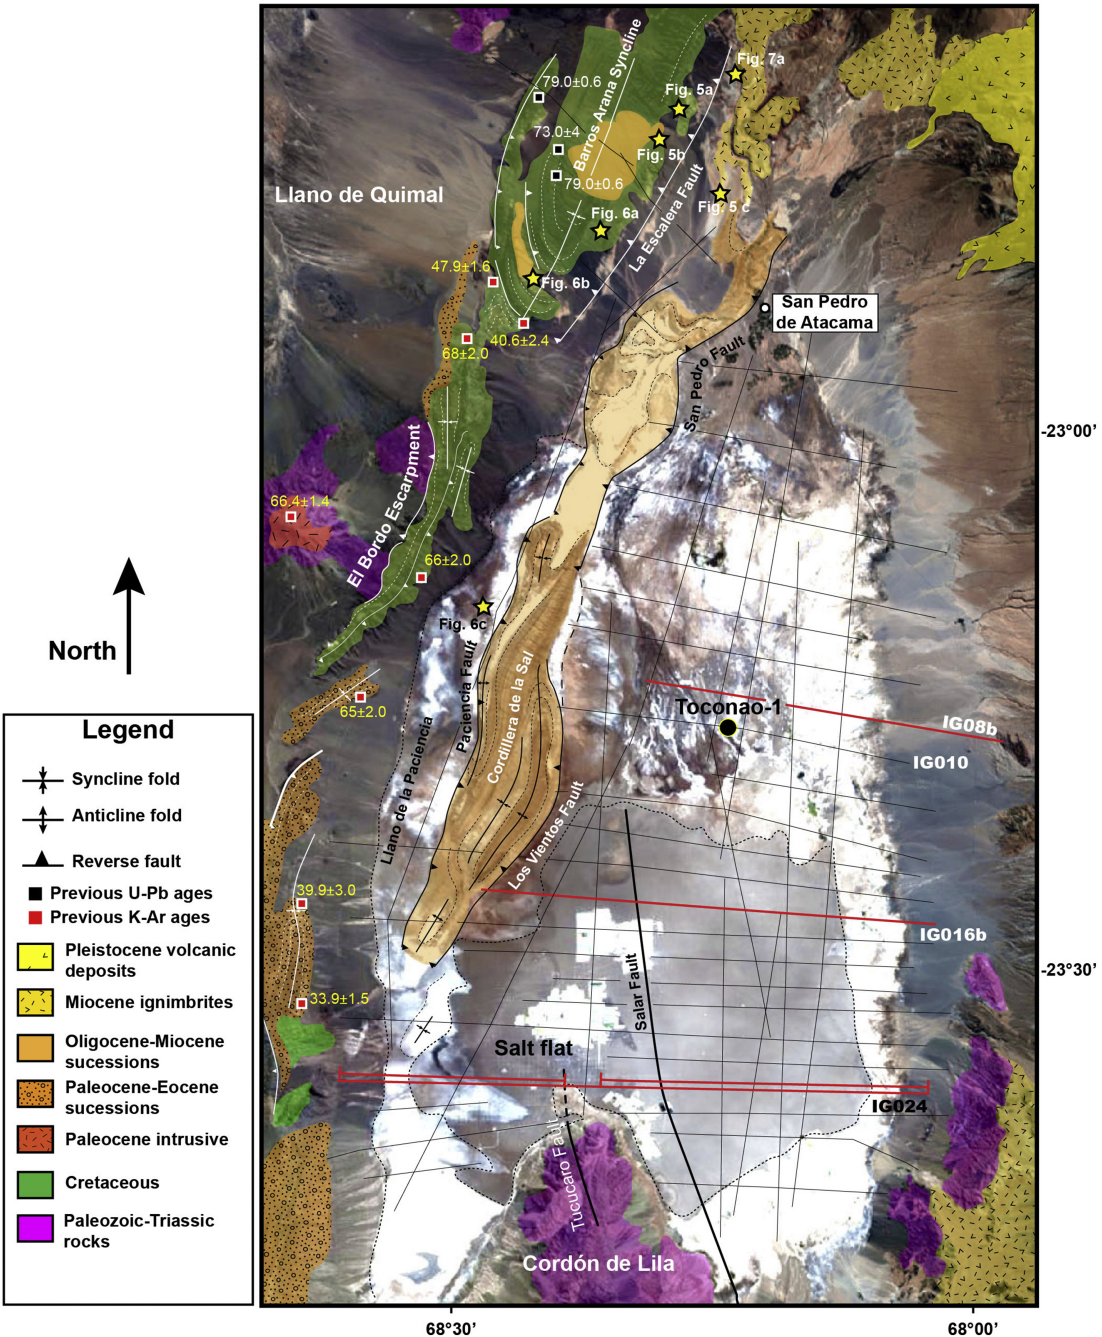 Fig. 7a
79.0±0.6
Barros Arana Syncline
Fig. 5a
73.0±4
Fig. 5b
79.0±0.6
Llano de Quimal
Fig. 5 c
Fig. 6a
La Escalera Fault
47.9±1.6
Fig. 6b
San Pedro
de Atacama
40.6±2.4
68±2.0
San Pedro Fault
-23°00’
El Bordo Escarpment
66.4±1.4
66±2.0
Fig. 6c
North
Paciencia Fault
Cordillera de la Sal
65±2.0
Toconao-1
IG08b
IG010
Llano de la Paciencia
Los Vientos Fault
39.9±3.0
IG016b
-23°30’
Salar Fault
33.9±1.5
Salt flat
IG024
Tucucaro Fault
Cordón de Lila
68°30’
68°00’
Legend
Syncline fold
Anticline fold
Reverse fault
Previous U-Pb ages
Previous K-Ar ages
Pleistocene volcanic
deposits
Miocene ignimbrites
Oligocene-Miocene
sucessions
Paleocene-Eocene
sucessions
Paleocene intrusive
Cretaceous
Paleozoic-Triassic
rocks